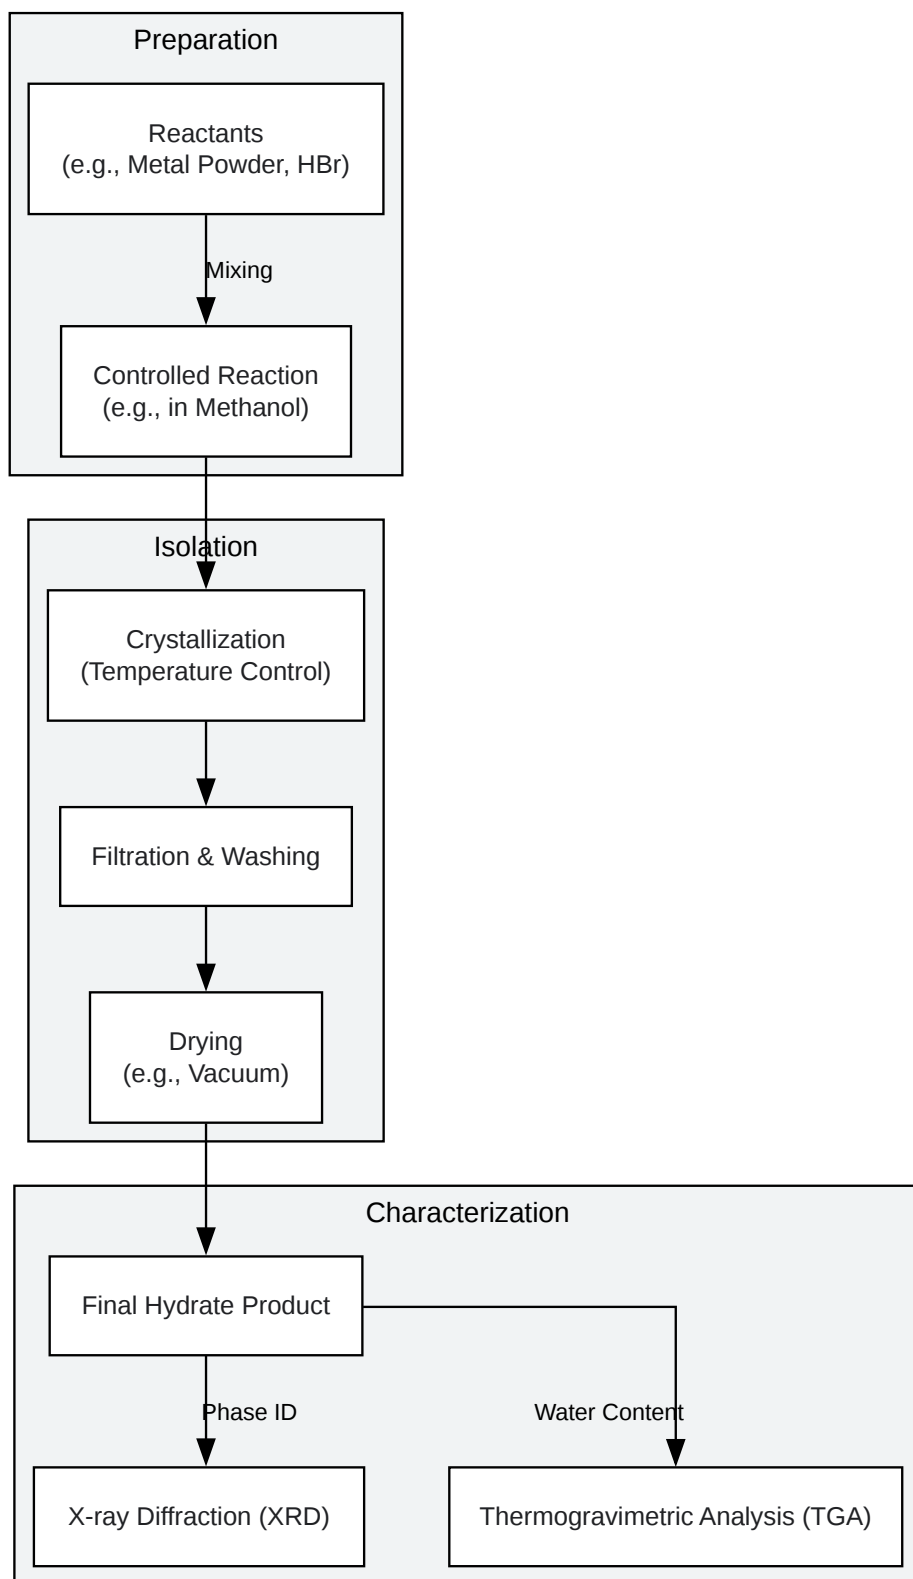 Preparation
Reactants
(e.g., Metal Powder, HBr)
Mixing
Controlled Reaction
(e.g., in Methanol)
Isolation
Crystallization
(Temperature Control)
Filtration & Washing
Drying
(e.g., Vacuum)
Characterization
Final Hydrate Product
Phase ID
Water Content
X-ray Diffraction (XRD)
Thermogravimetric Analysis (TGA)